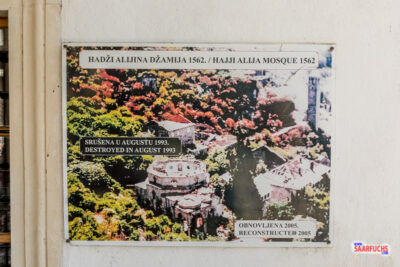 HADŽI ALIJINA DŽAMIJA 1562. / HAJJI ALIJA MOSQUE 1562
SRUŠENA U AUGUSTU 1993.
DESTROYED IN AUGUST 1993
OBNOVLJENA 2005.
RECONSTRUCTED 2005
SAARFUCHS